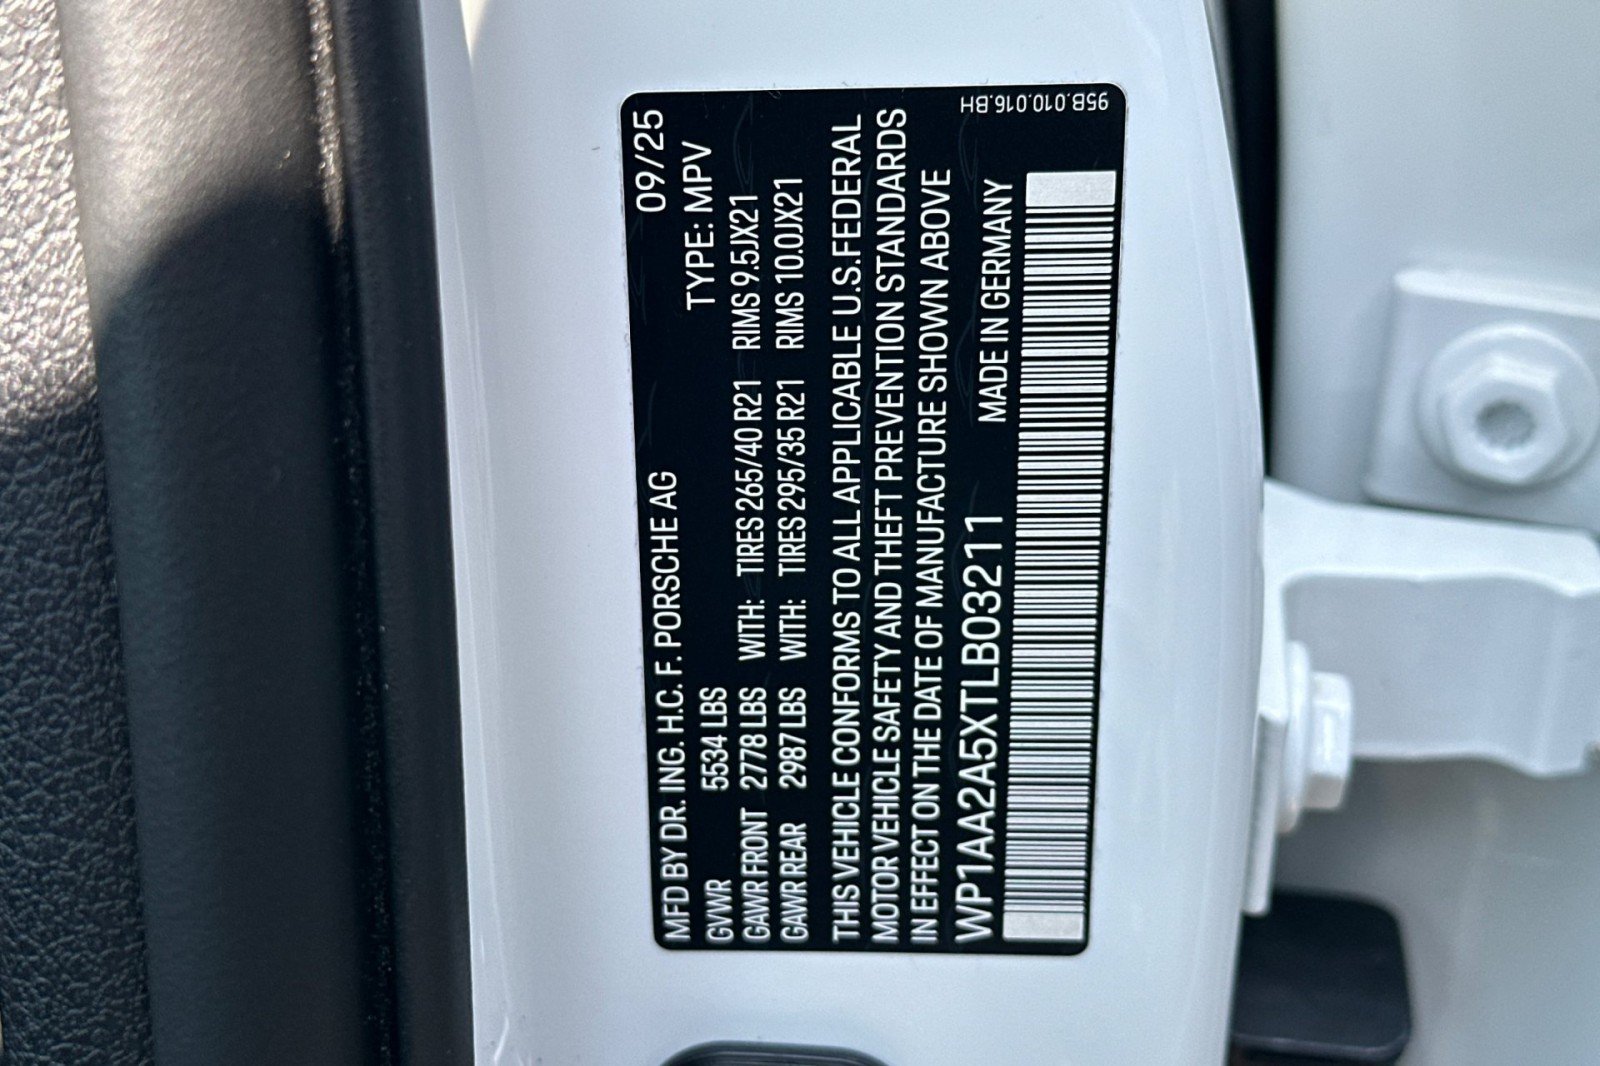 MFD BY DR. ING. H.C. F. PORSCHE AG 09/25
GVWR 5534 LBS TYPE: MPV
GAWR FRONT 2778 LBS WITH: TIRES 265/40 R21 RIMS 9.5JX21
GAWR REAR 2987 LBS WITH: TIRES 295/35 R21 RIMS 10.0JX21
THIS VEHICLE CONFORMS TO ALL APPLICABLE U.S.FEDERAL
MOTOR VEHICLE SAFETY AND THEFT PREVENTION STANDARDS
IN EFFECT ON THE DATE OF MANUFACTURE SHOWN ABOVE
WP1AA2A5XTLB03211 MADE IN GERMANY
95B.010.016.BH